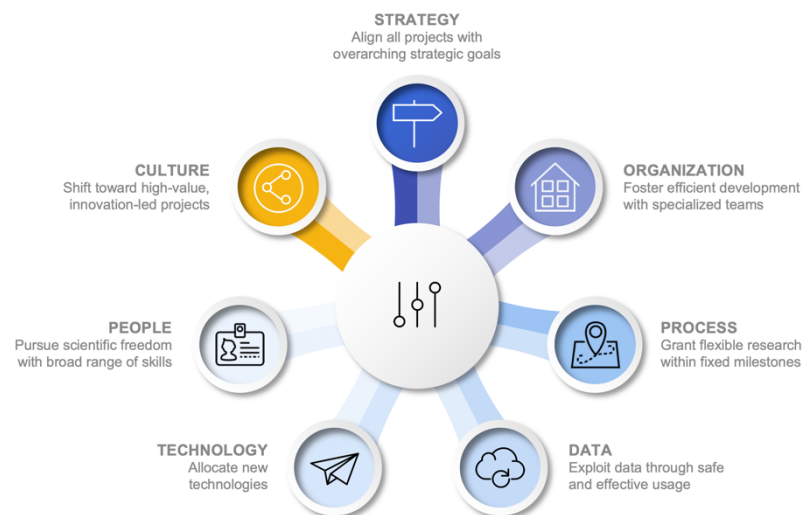 STRATEGY
Align all projects with
overarching strategic goals
CULTURE
Shift toward high-value,
innovation-led projects
ORGANIZATION
Foster efficient development
with specialized teams
PEOPLE
Pursue scientific freedom
with broad range of skills
PROCESS
Grant flexible research
within fixed milestones
TECHNOLOGY
Allocate new
technologies
DATA
Exploit data through safe
and effective usage